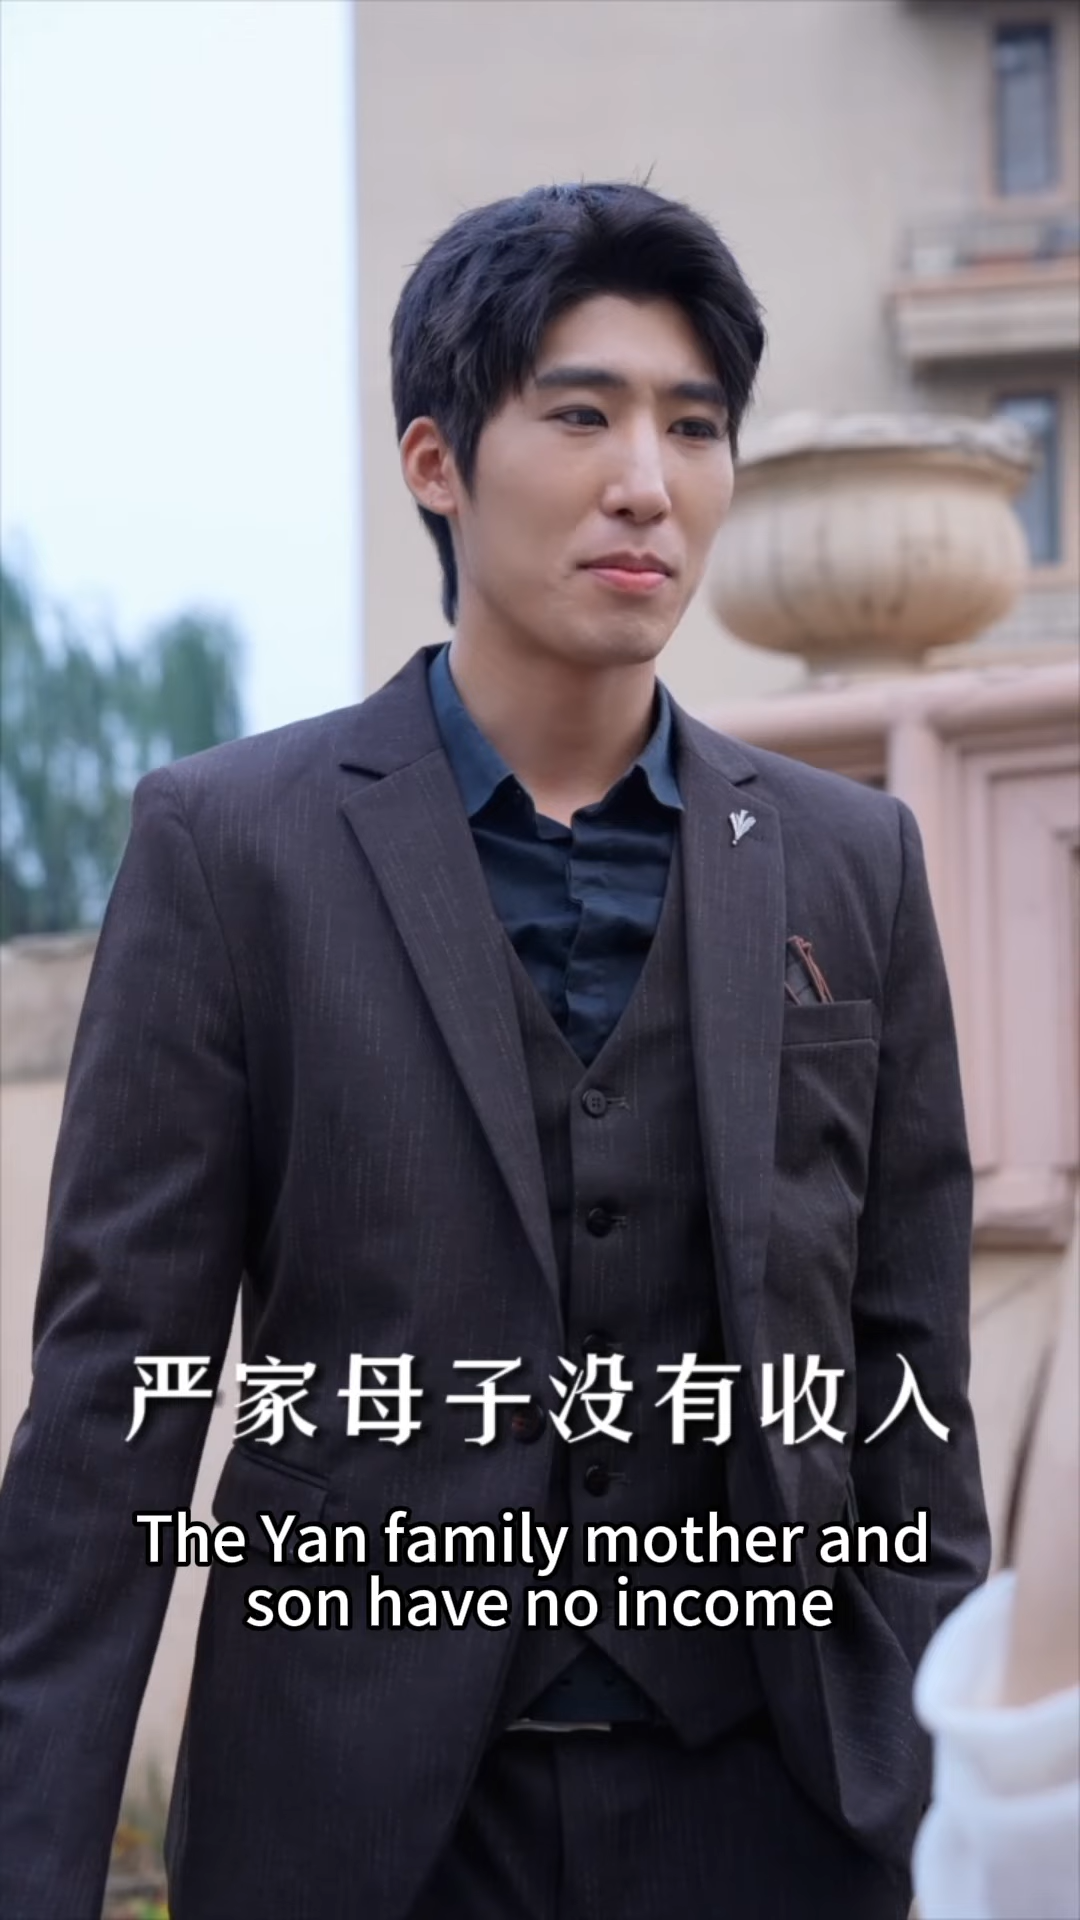 严家母子没有收入
The Yan family mother and
son have no income